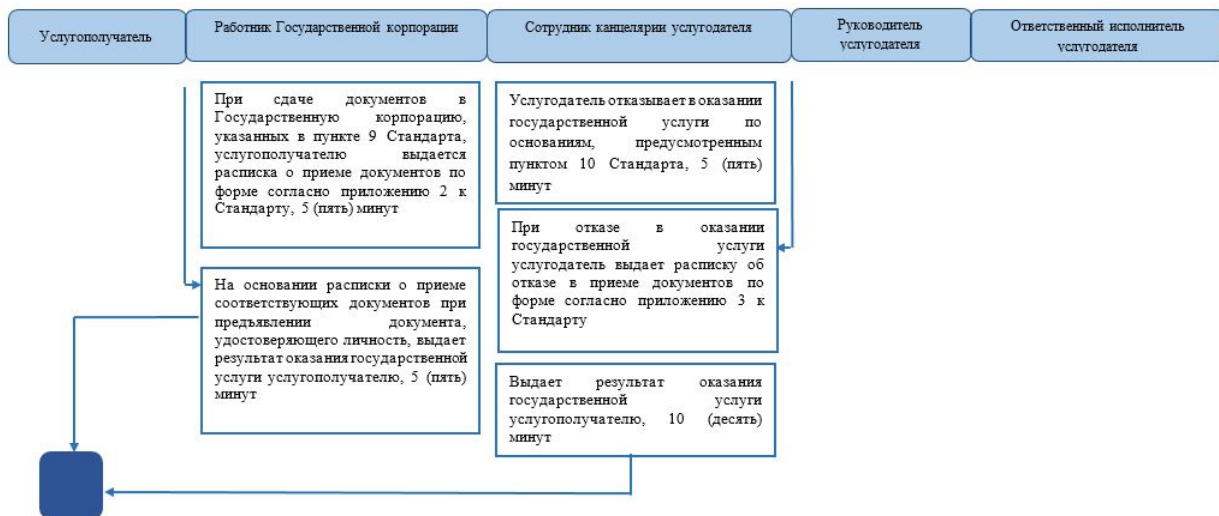 Услугополучатель
Работник Государственной корпорации
Сотрудник канцелярии услугодателя
Руководитель
услугодателя
Ответственный исполнитель
услугодателя
При сдаче документов в
Государственную корпорацию,
указанных в пункте 9 Стандарта,
услугополучателю выдается
расписка о приеме документов по
форме согласно приложению 2 к
Стандарту, 5 (пять) минут
Услугодатель отказывает в оказании
государственной услуги по
основаниям, предусмотренным
пунктом 10 Стандарта, 5 (пять)
минут
При отказе в оказании
государственной услуги
услугодатель выдает расписку об
отказе в приеме документов по
форме согласно приложению 3 к
Стандарту
На основании расписки о приеме
соответствующих документов при
предъявлении документа,
удостоверяющего личность, выдает
результат оказания государственной
услуги услугополучателю, 5 (пять)
минут
Выдает результат оказания
государственной услуги
услугополучателю, 10 (десять)
минут